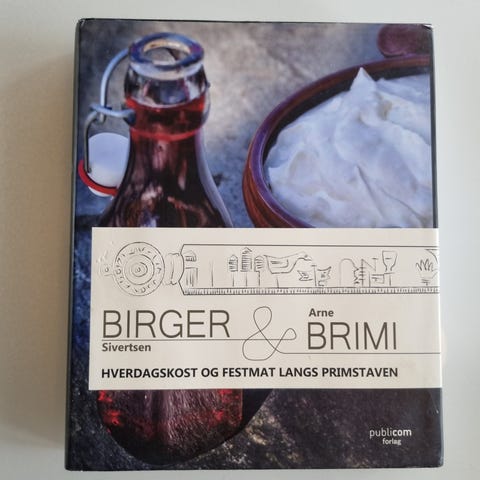 BIRGER
Sivertsen
&
Arne
BRIMI
HVERDAGSKOST OG FESTMAT LANGS PRIMSTAVEN
publicom
forlag